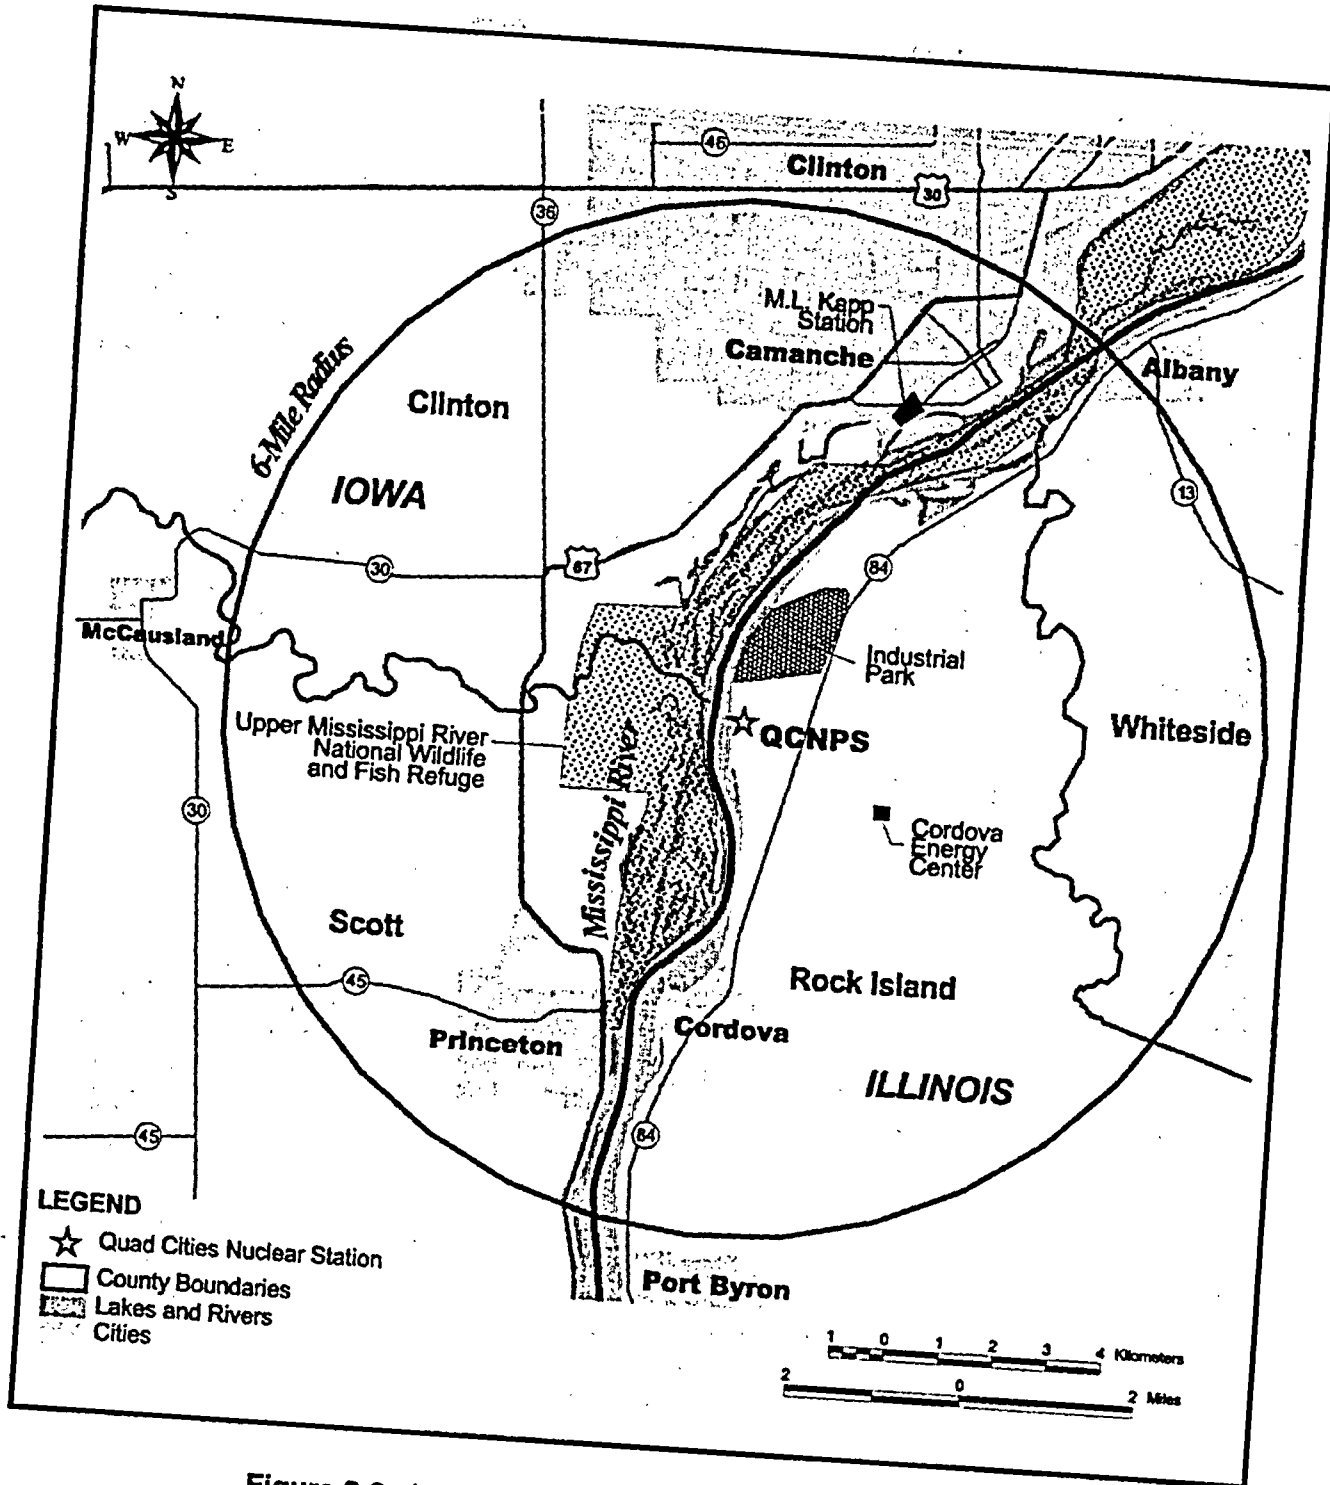 N
W
E
S
46
Clinton
30
36
M.L. Kapp
Station
Camanche
Albany
6-Mile Radius
Clinton
IOWA
13
30
67
84
McCausland
Industrial
Park
Upper Mississippi River
National Wildlife
and Fish Refuge
Mississippi River
QCNPS
Whiteside
30
Cordova
Energy
Center
Scott
45
Rock Island
Princeton
Cordova
ILLINOIS
45
84
LEGEND
Quad Cities Nuclear Station
County Boundaries
Lakes and Rivers
Cities
Port Byron
1 0 1 2 3 4 Kilometers
2 0 2 Miles